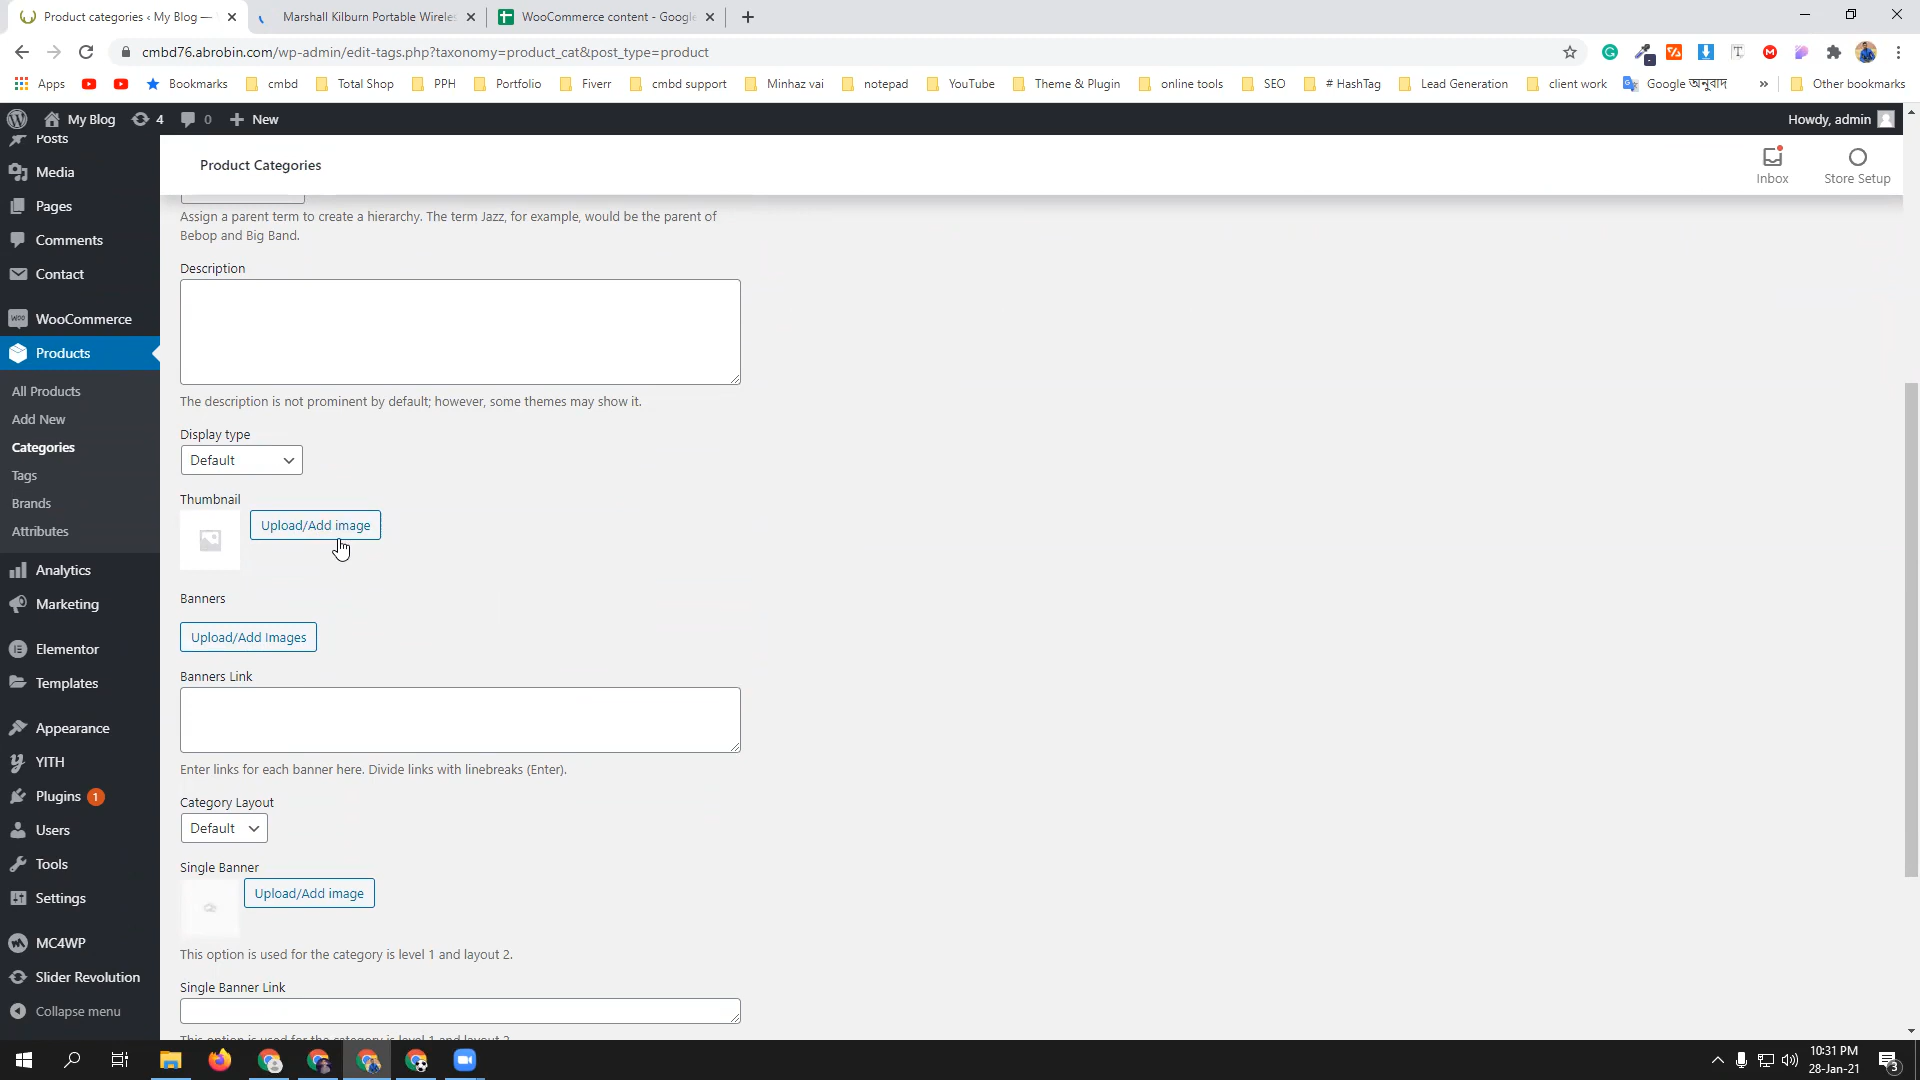 Product categories ‹ My Blog —
Marshall Kilburn Portable Wireles
WooCommerce content - Google
cmbd76.abrobin.com/wp-admin/edit-tags.php?taxonomy=product_cat&post_type=product
Apps
Bookmarks
cmbd
Total Shop
PPH
Portfolio
Fiverr
cmbd support
Minhaz vai
notepad
YouTube
Theme & Plugin
online tools
SEO
# HashTag
Lead Generation
client work
Google অনুবাদ
»
Other bookmarks
My Blog
4
0
New
Howdy, admin
Posts
Media
Pages
Comments
Contact
WooCommerce
Products
All Products
Add New
Categories
Tags
Brands
Attributes
Analytics
Marketing
Elementor
Templates
Appearance
YITH
Plugins 1
Users
Tools
Settings
MC4WP
Slider Revolution
Collapse menu
Product Categories
Inbox
Store Setup
Assign a parent term to create a hierarchy. The term Jazz, for example, would be the parent of
Bebop and Big Band.
Description
The description is not prominent by default; however, some themes may show it.
Display type
Default
Thumbnail
Upload/Add image
Banners
Upload/Add Images
Banners Link
Enter links for each banner here. Divide links with linebreaks (Enter).
Category Layout
Default
Single Banner
Upload/Add image
This option is used for the category is level 1 and layout 2.
Single Banner Link
This option is used for the category is level 1 and layout 2.
10:31 PM
28-Jan-21
3